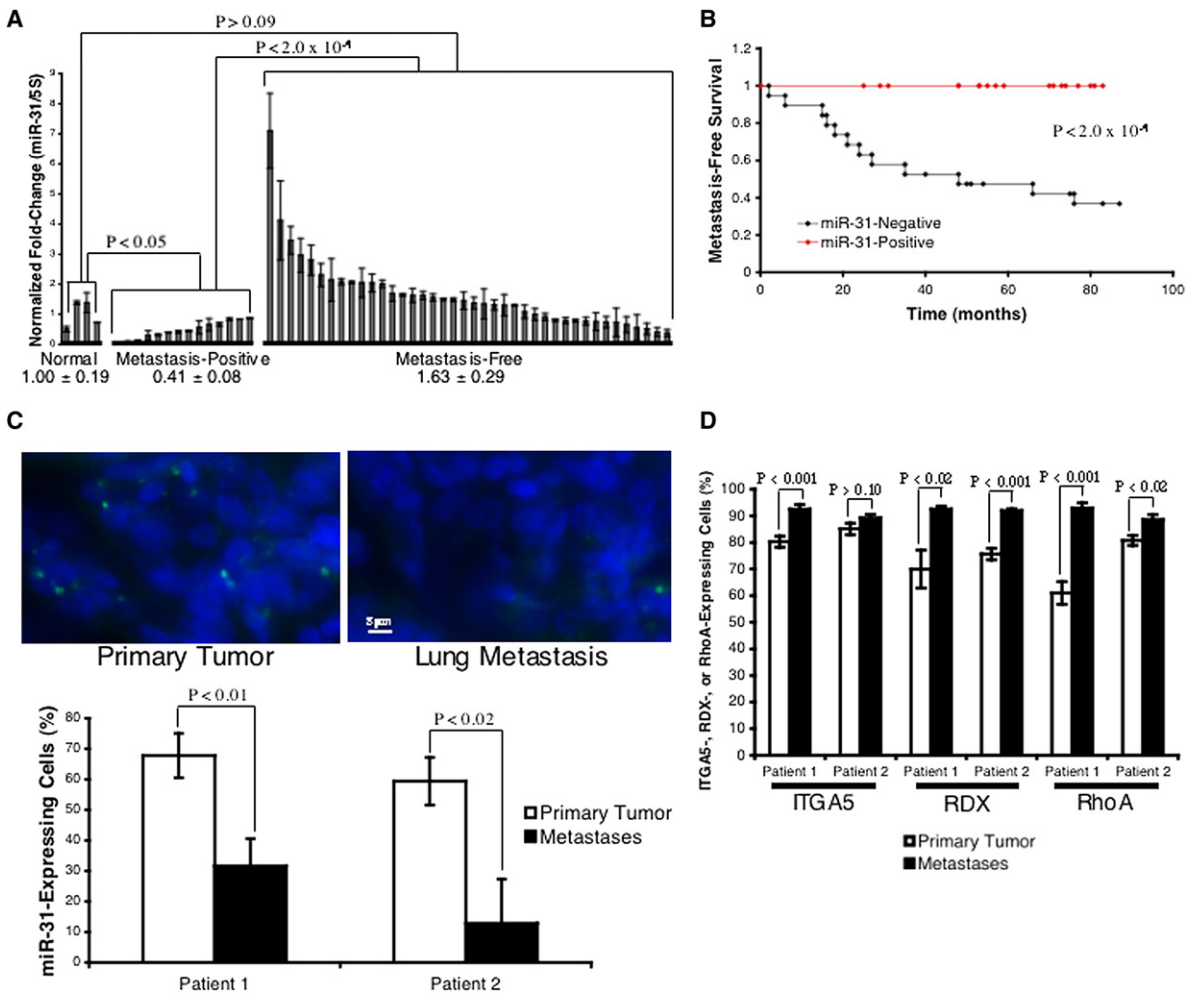 A
P > 0.09
P < 2.0 x 10
P < 0.05
Normalized Fold-Change (miR-31/5S)
9
8
7
6
5
4
3
2
1
0
Normal
1.00 ± 0.19
Metastasis-Positive
0.41 ± 0.08
Metastasis-Free
1.63 ± 0.29
B
Metastasis-Free Survival
1.2
1
0.8
0.6
0.4
0.2
0
P < 2.0 x 10
miR-31-Negative
miR-31-Positive
0 20 40 60 80 100
Time (months)
C
5 µm
Primary Tumor
Lung Metastasis
miR-31-Expressing Cells (%)
80
70
60
50
40
30
20
10
0
P < 0.01
P < 0.02
Primary Tumor
Metastases
Patient 1
Patient 2
D
ITGA5-, RDX-, or RhoA-Expressing Cells (%)
100
90
80
70
60
50
40
30
20
10
0
P < 0.001
P > 0.10
P < 0.02
P < 0.001
P < 0.001
P < 0.02
Patient 1 Patient 2 Patient 1 Patient 2 Patient 1 Patient 2
ITGA5
RDX
RhoA
Primary Tumor
Metastases